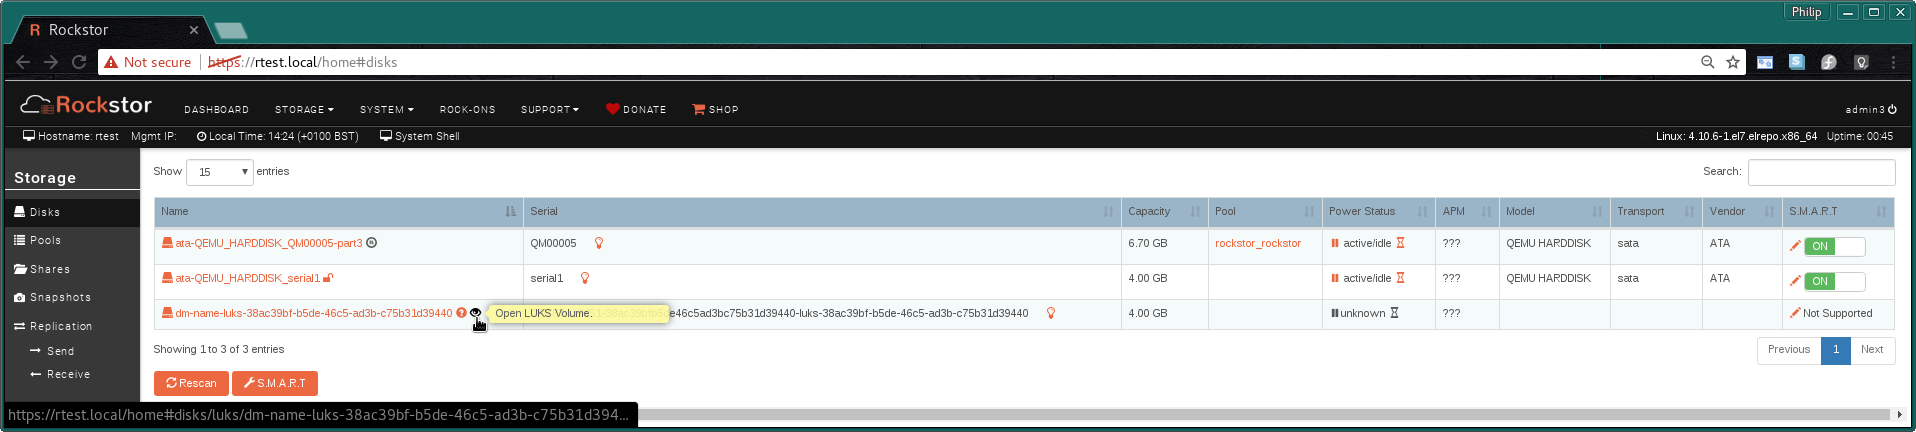 Philip
R Rockstor
Not secure | https://rtest.local/home#disks
Rockstor DASHBOARD STORAGE SYSTEM ROCK-ONS SUPPORT DONATE SHOP admin3
Hostname: rtest Mgmt IP: Local Time: 14:24 (+0100 BST) System Shell Linux: 4.10.6-1.el7.elrepo.x86_64 Uptime: 00:45
Storage
Disks
Pools
Shares
Snapshots
Replication
Send
Receive
Show 15 entries Search:
Name Serial Capacity Pool Power Status APM Model Transport Vendor S.M.A.R.T
ata-QEMU_HARDDISK_QM00005-part3 QM00005 6.70 GB rockstor_rockstor active/idle ??? QEMU HARDDISK sata ATA ON
ata-QEMU_HARDDISK_serial1 serial1 4.00 GB active/idle ??? QEMU HARDDISK sata ATA ON
dm-name-luks-38ac39bf-b5de-46c5-ad3b-c75b31d39440 Open LUKS Volume. e46c5ad3bc75b31d39440-luks-38ac39bf-b5de-46c5-ad3b-c75b31d39440 4.00 GB unknown ??? Not Supported
Showing 1 to 3 of 3 entries Previous 1 Next
Rescan S.M.A.R.T
https://rtest.local/home#disks/luks/dm-name-luks-38ac39bf-b5de-46c5-ad3b-c75b31d394...